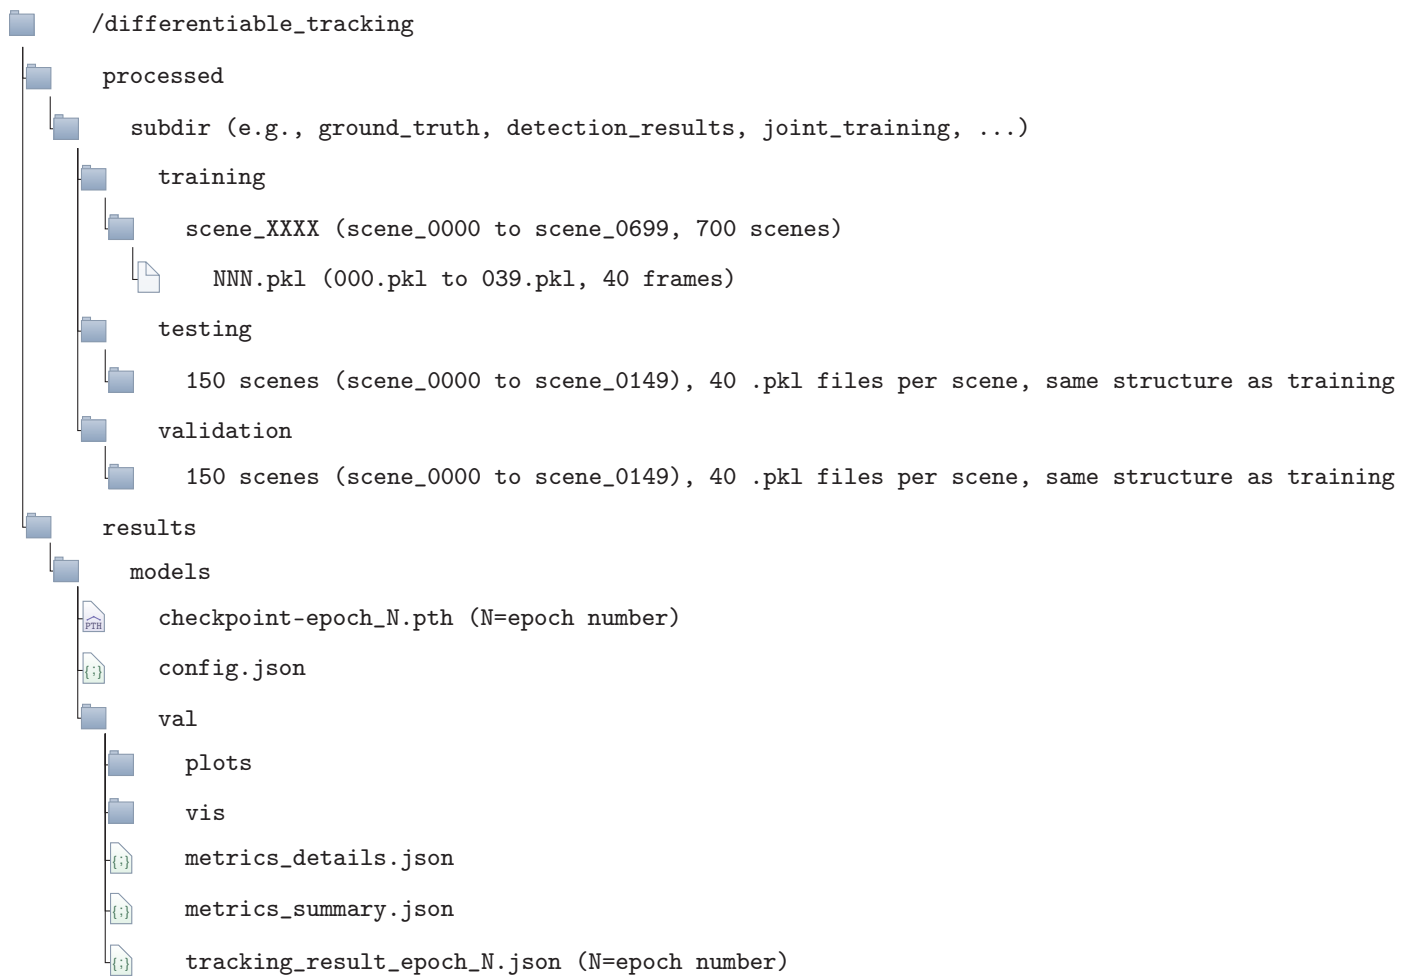 /differentiable_tracking
processed
subdir (e.g., ground_truth, detection_results, joint_training, ...)
training
scene_XXXX (scene_0000 to scene_0699, 700 scenes)
NNN.pkl (000.pkl to 039.pkl, 40 frames)
testing
150 scenes (scene_0000 to scene_0149), 40 .pkl files per scene, same structure as training
validation
150 scenes (scene_0000 to scene_0149), 40 .pkl files per scene, same structure as training
results
models
PTH checkpoint-epoch_N.pth (N=epoch number)
{;} config.json
val
plots
vis
{;} metrics_details.json
{;} metrics_summary.json
{;} tracking_result_epoch_N.json (N=epoch number)